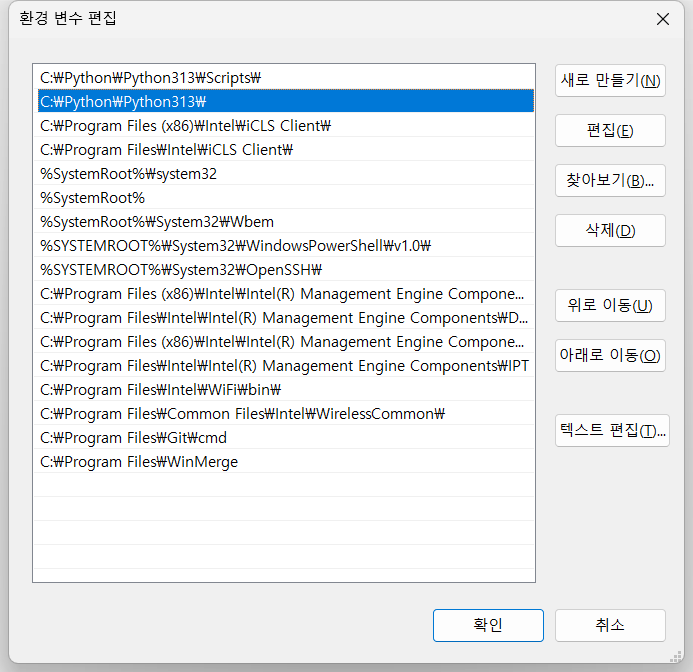 환경 변수 편집
C:₩Python₩Python313₩Scripts₩
C:₩Python₩Python313₩
C:₩Program Files (x86)₩Intel₩iCLS Client₩
C:₩Program Files₩Intel₩iCLS Client₩
%SystemRoot%₩system32
%SystemRoot%
%SystemRoot%₩System32₩Wbem
%SYSTEMROOT%₩System32₩WindowsPowerShell₩v1.0₩
%SYSTEMROOT%₩System32₩OpenSSH₩
C:₩Program Files (x86)₩Intel₩Intel(R) Management Engine Compone...
C:₩Program Files₩Intel₩Intel(R) Management Engine Components₩D...
C:₩Program Files (x86)₩Intel₩Intel(R) Management Engine Compone...
C:₩Program Files₩Intel₩Intel(R) Management Engine Components₩IPT
C:₩Program Files₩Intel₩WiFi₩bin₩
C:₩Program Files₩Common Files₩Intel₩WirelessCommon₩
C:₩Program Files₩Git₩cmd
C:₩Program Files₩WinMerge
새로 만들기(N)
편집(E)
찾아보기(B)...
삭제(D)
위로 이동(U)
아래로 이동(O)
텍스트 편집(T)...
확인
취소